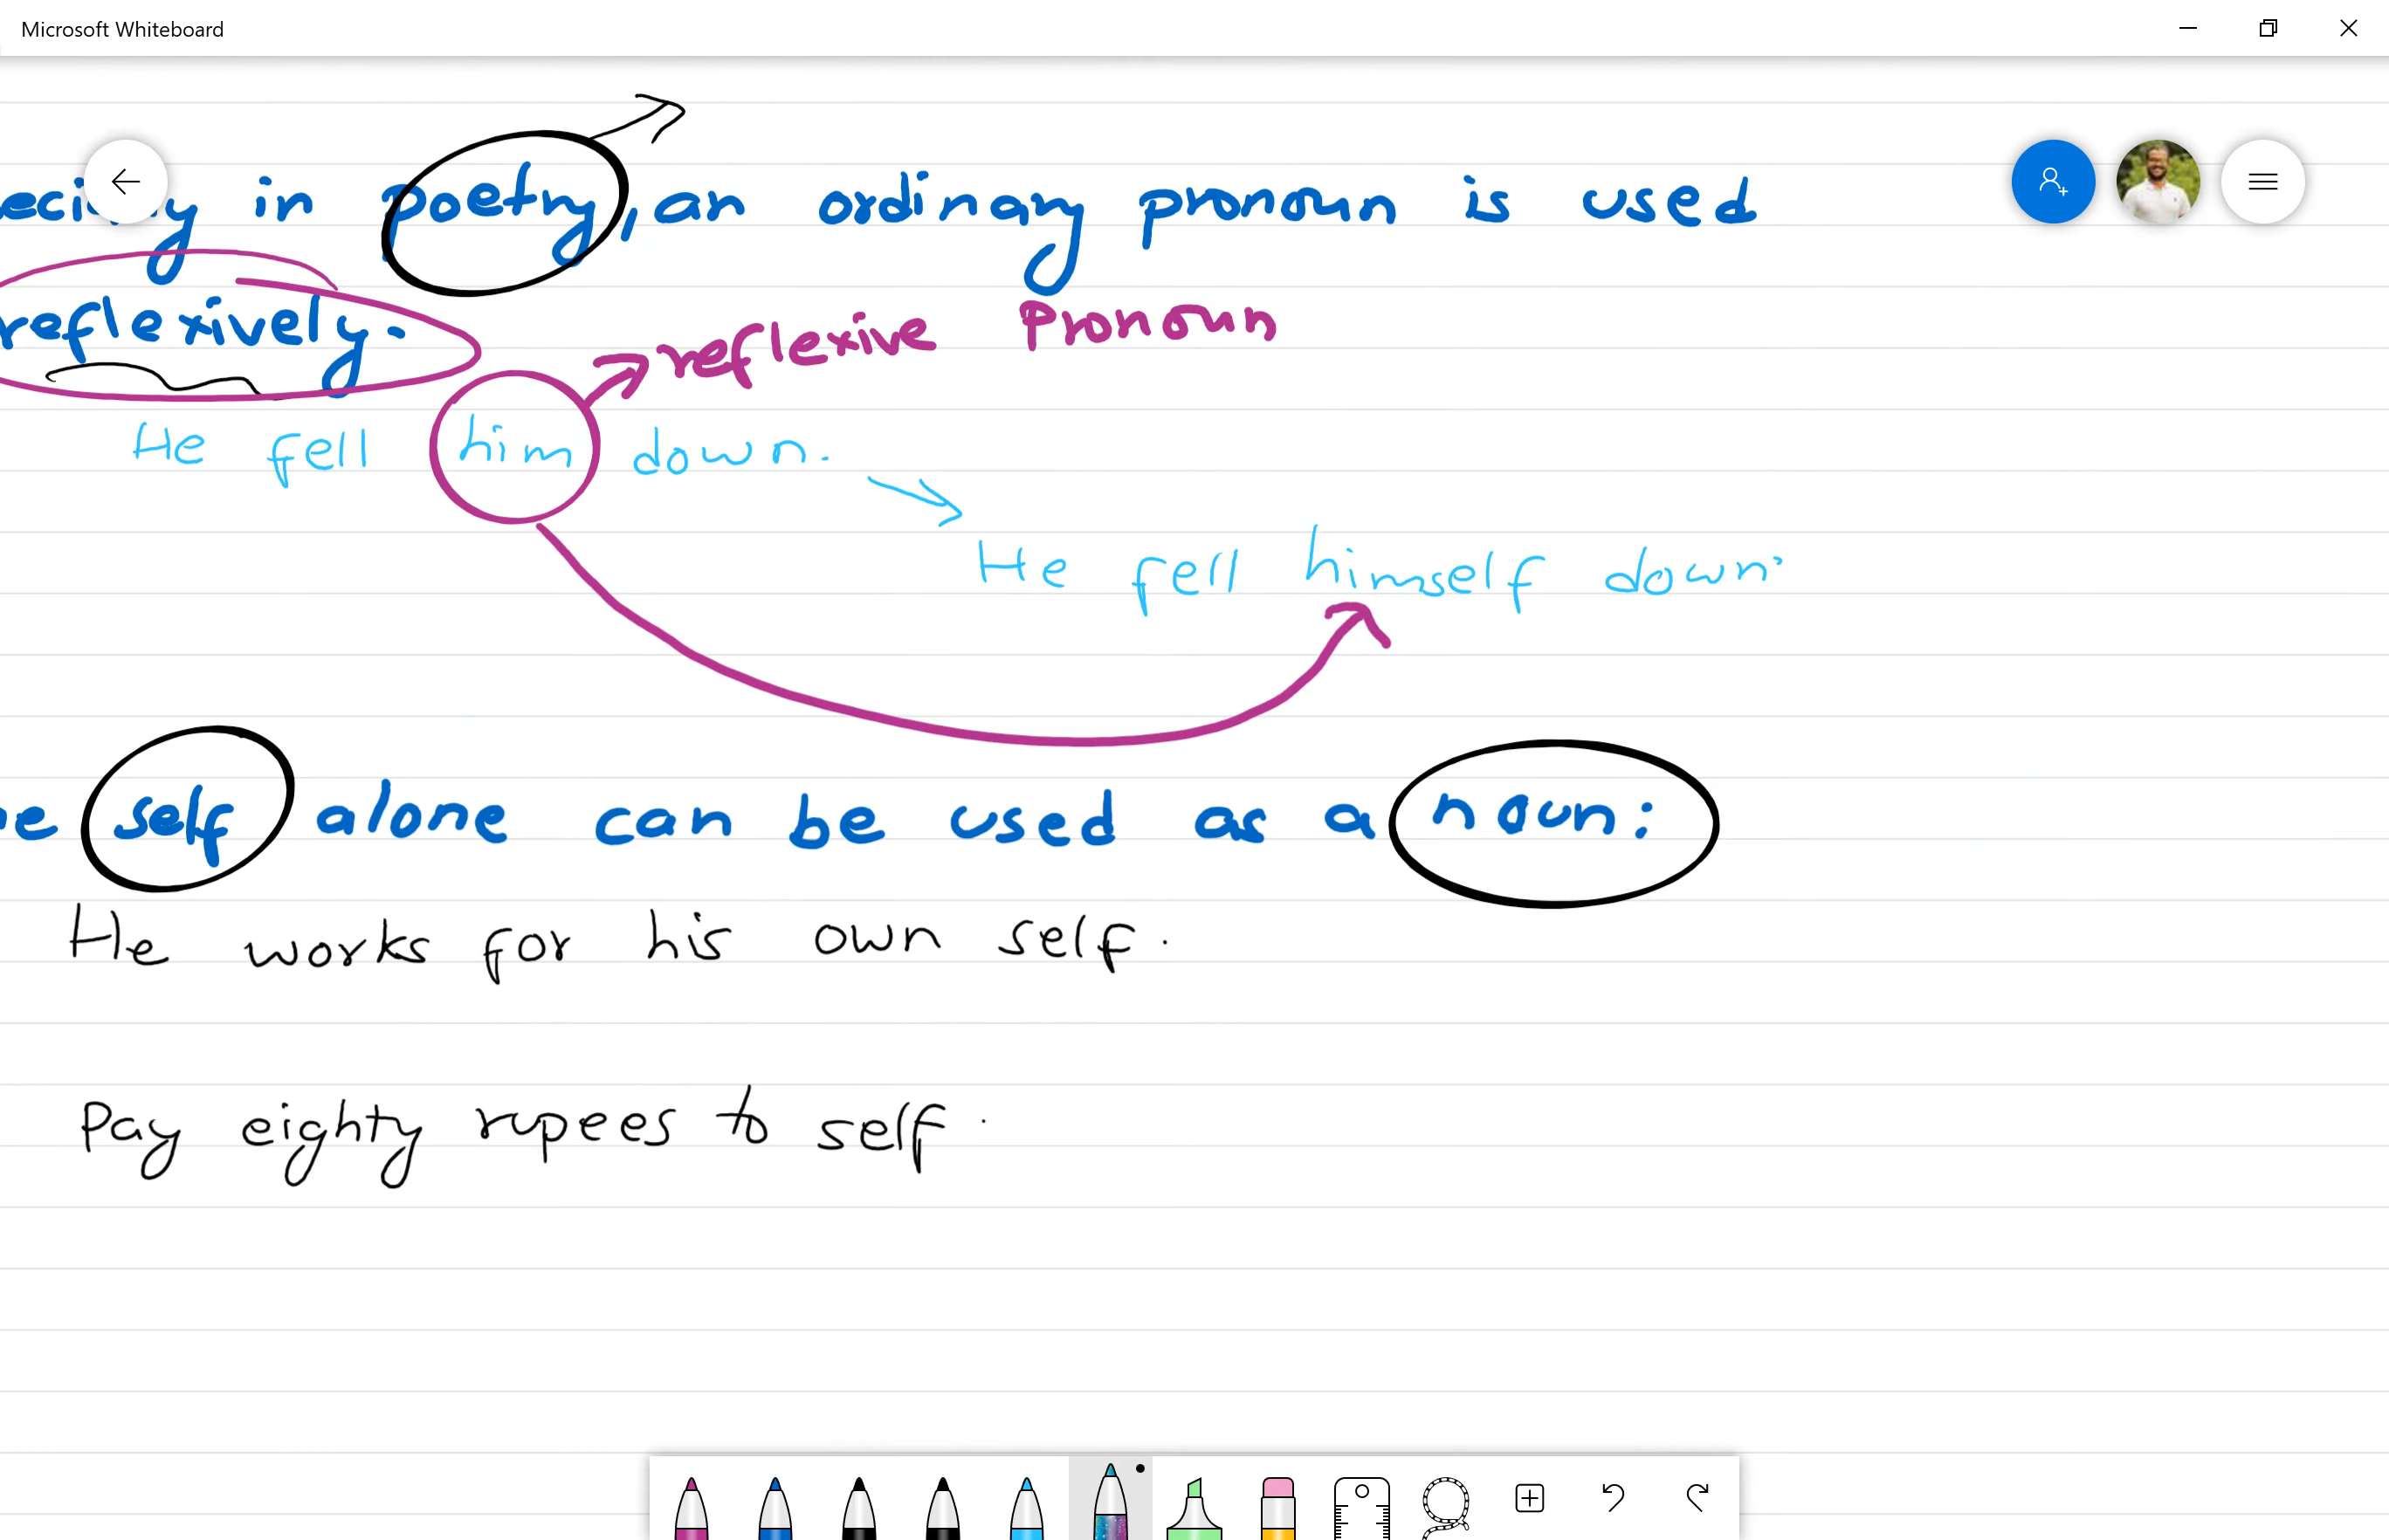 Microsoft Whiteboard
in poetry, an ordinary pronoun is used
reflexively.
reflexive Pronoun
He fell him down.
He fell himself down.
self alone can be used as a noun:
He works for his own self.
Pay eighty rupees to self.